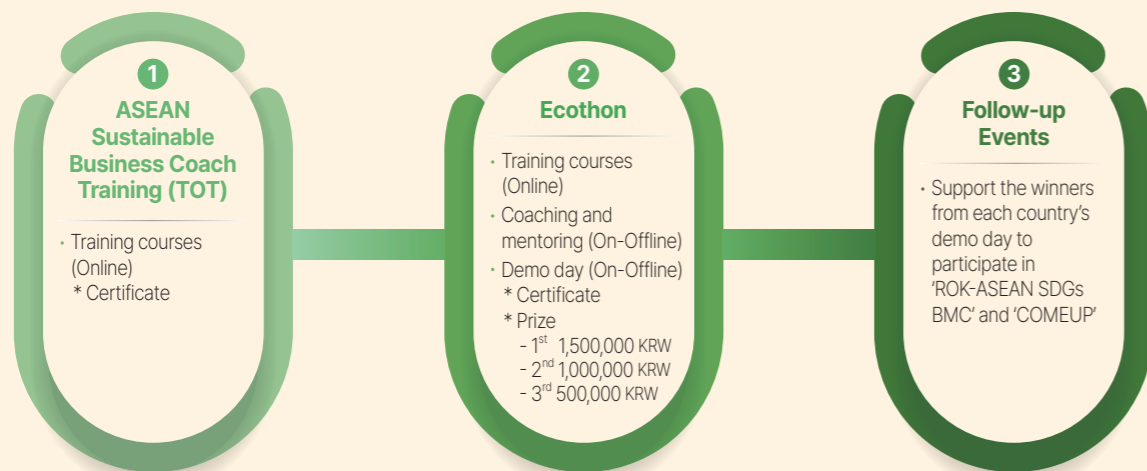 1
ASEAN
Sustainable
Business Coach
Training (TOT)
· Training courses
(Online)
* Certificate
2
Ecothon
· Training courses
(Online)
· Coaching and
mentoring (On-Offline)
· Demo day (On-Offline)
* Certificate
* Prize
- 1st 1,500,000 KRW
- 2nd 1,000,000 KRW
- 3rd 500,000 KRW
3
Follow-up
Events
· Support the winners
from each country's
demo day to
participate in
'ROK-ASEAN SDGs
BMC' and 'COMEUP'